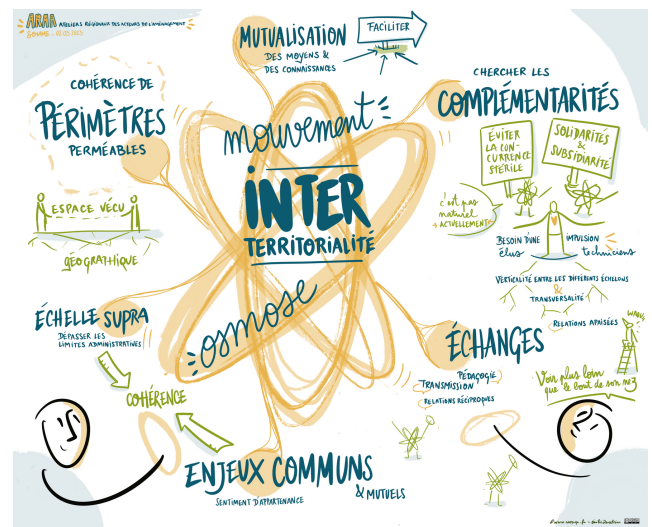 ARAA ATELIERS RÉGIONAUX DES ACTEURS DE L'AMÉNAGEMENT
SOMME - 02.05.2023
MUTUALISATION
DES MOYENS &
DES CONNAISSANCES
FACILITER
COHÉRENCE DE
PÉRIMÈTRES
PERMÉABLES
ESPACE VÉCU
GÉOGRAPHIQUE
CHERCHER LES
COMPLÉMENTARITÉS
ÉVITER
LA CON-
CURRENCE
STÉRILE
SOLIDARITÉS
&
SUBSIDIARITÉ
c'est pas
naturel
+ ACTUELLEMENT
BESOIN D'UNE IMPULSION
élus techniciens
VERTICALITÉ ENTRE LES DIFFÉRENTS ÉCHELONS
&
TRANSVERSALITÉ
RELATIONS APAISÉES
mouvement
INTER
TERRITORIALITÉ
osmose
ÉCHELLE SUPRA
DÉPASSER LES
LIMITES ADMINISTRATIVES
COHÉRENCE
ÉCHANGES
PÉDAGOGIE
TRANSMISSION
RELATIONS RÉCIPROQUES
Voir plus loin
que le bout de son nez
ENJEUX COMMUNS
& MUTUELS
SENTIMENT D'APPARTENANCE